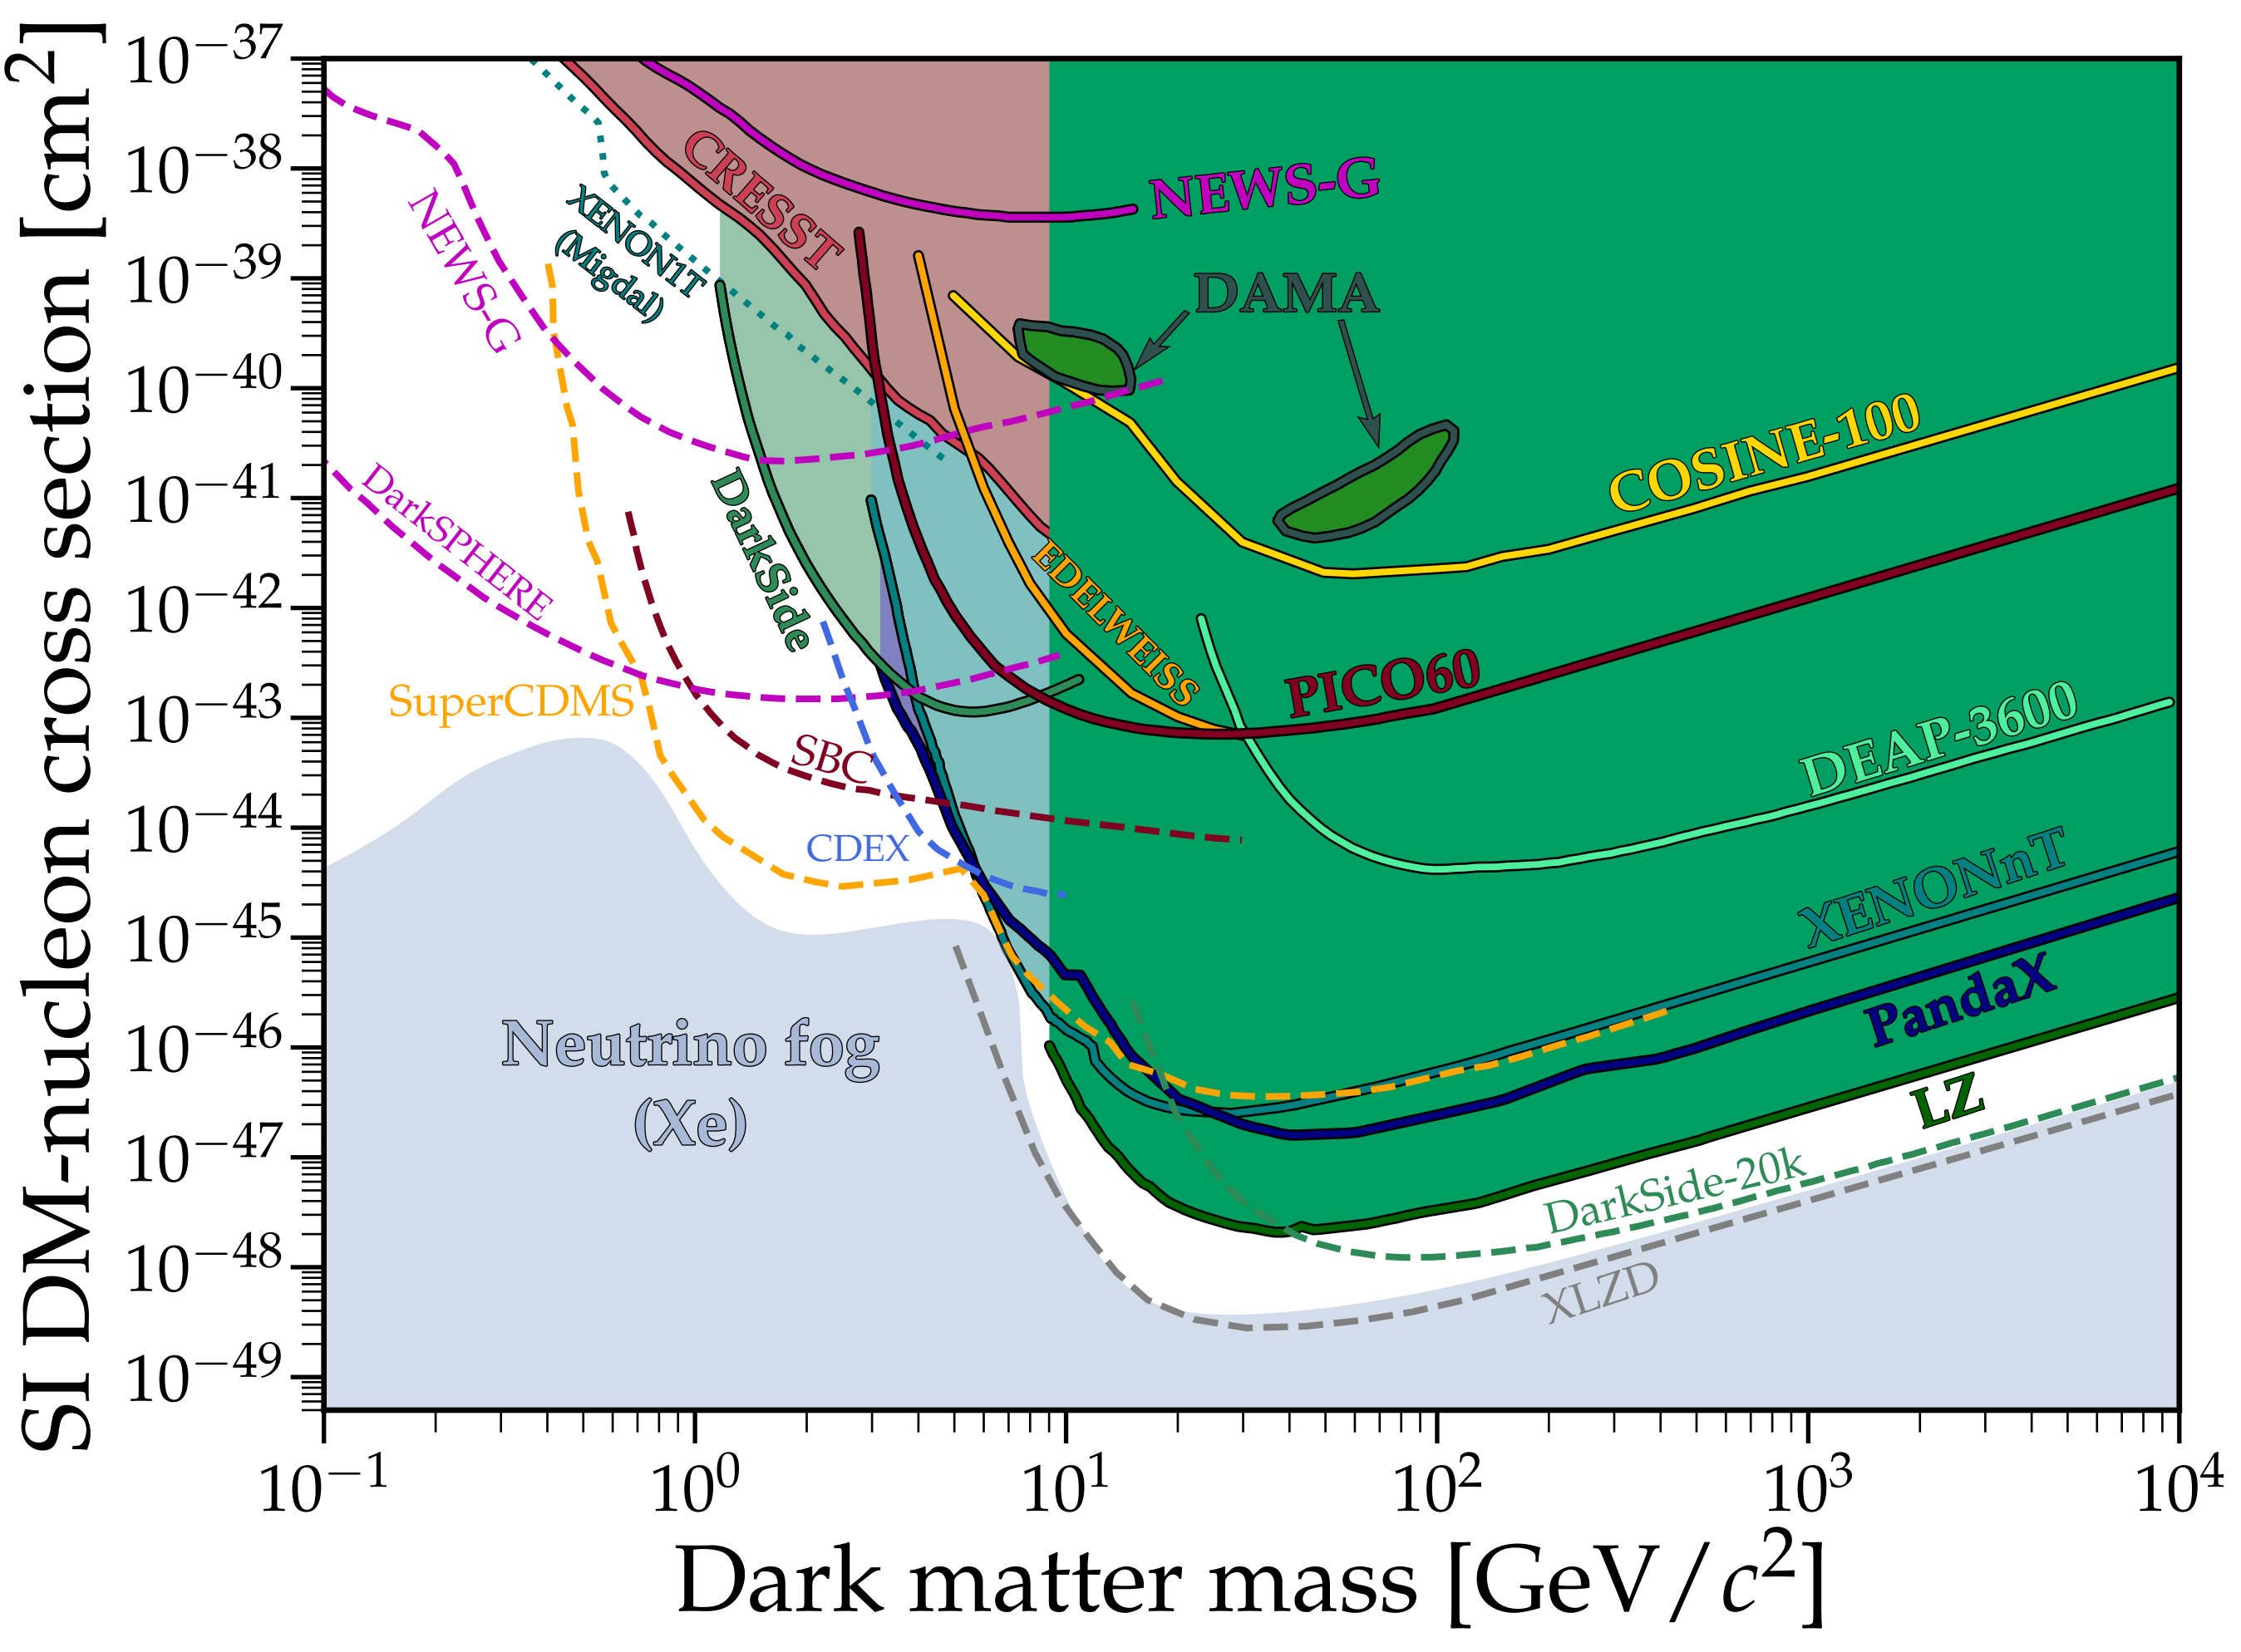 SI DM-nucleon cross section [cm²]
10⁻³⁷
10⁻³⁸
10⁻³⁹
10⁻⁴⁰
10⁻⁴¹
10⁻⁴²
10⁻⁴³
10⁻⁴⁴
10⁻⁴⁵
10⁻⁴⁶
10⁻⁴⁷
10⁻⁴⁸
10⁻⁴⁹
CRESST
NEWS-G
XENON1T
(Migdal)
NEWS-G
DAMA
COSINE-100
DarkSPHERE
DarkSide
EDELWEISS
SuperCDMS
PICO60
SBC
DEAP-3600
CDEX
XENONnT
PandaX
Neutrino fog
(Xe)
LZ
DarkSide-20k
XLZD
10⁻¹
10⁰
10¹
10²
10³
10⁴
Dark matter mass [GeV/c²]